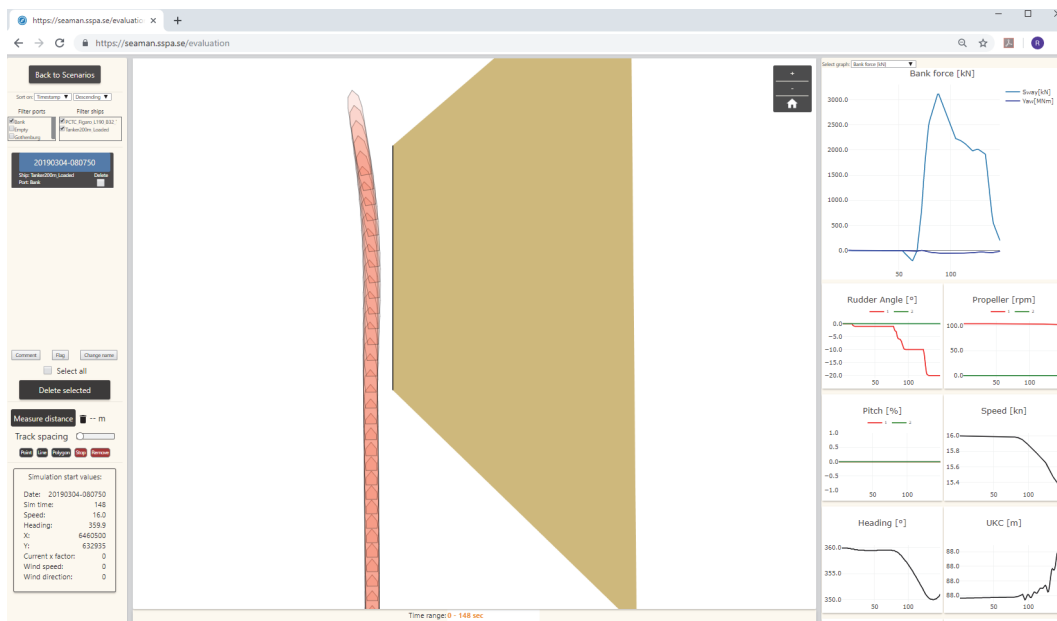 https://seaman.sspa.se/evaluatio
https://seaman.sspa.se/evaluation
R
Back to Scenarios
Sort on: Timestamp Descending
Filter ports Filter ships
Bank
Empty
Gothenburg
PCTC_Figaro_L190_B32
Tanker200m_Loaded
20190304-080750
Ship: Tanker200m_Loaded Delete
Port: Bank
Comment Flag Change name
Select all
Delete selected
Measure distance -- m
Track spacing
Point Line Polygon Stop Remove
Simulation start values:
Date: 20190304-080750
Sim time: 148
Speed: 16.0
Heading: 359.9
X: 6460500
Y: 632935
Current x factor: 0
Wind speed: 0
Wind direction: 0
+
-
Time range: 0 - 148 sec
Select graph: Bank force [kN]
Bank force [kN]
Sway[kN]
Yaw[MNm]
3000.0
2500.0
2000.0
1500.0
1000.0
500.0
0.0
50 100
Rudder Angle [°]
1 2
0.0
−5.0
−10.0
−15.0
−20.0
50 100
Propeller [rpm]
1 2
100.0
50.0
0.0
50 100
Pitch [%]
1 2
1.0
0.5
0.0
−0.5
−1.0
50 100
Speed [kn]
16.0
15.8
15.6
15.4
50 100
Heading [°]
360.0
355.0
350.0
50 100
UKC [m]
88.0
88.0
88.0
88.0
50 100